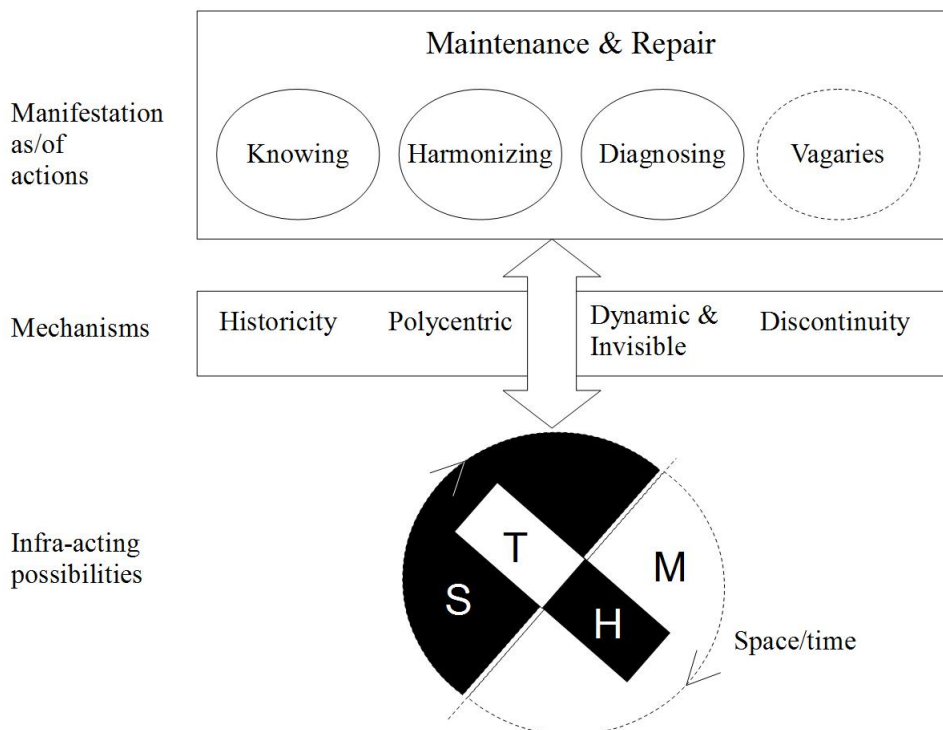 Maintenance & Repair
Manifestation
as/of
actions
Knowing
Harmonizing
Diagnosing
Vagaries
Mechanisms
Historicity
Polycentric
Dynamic &
Invisible
Discontinuity
Infra-acting
possibilities
T
S
M
H
Space/time